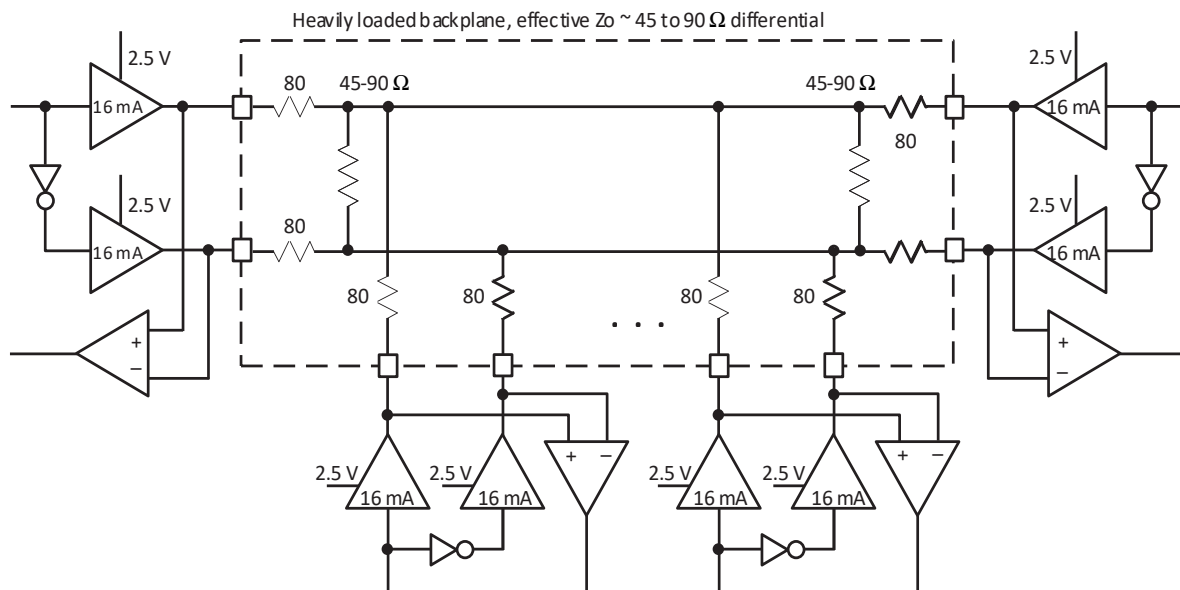 Heavily loaded backplane, effective Zo ~ 45 to 90 Ω differential
2.5 V
16 mA
80
45-90 Ω
45-90 Ω
80
2.5 V
16 mA
2.5 V
16 mA
80
2.5 V
16 mA
80
80
. . .
80
80
+
−
+
−
2.5 V
16 mA
2.5 V
16 mA
+
−
2.5 V
16 mA
2.5 V
16 mA
+
−